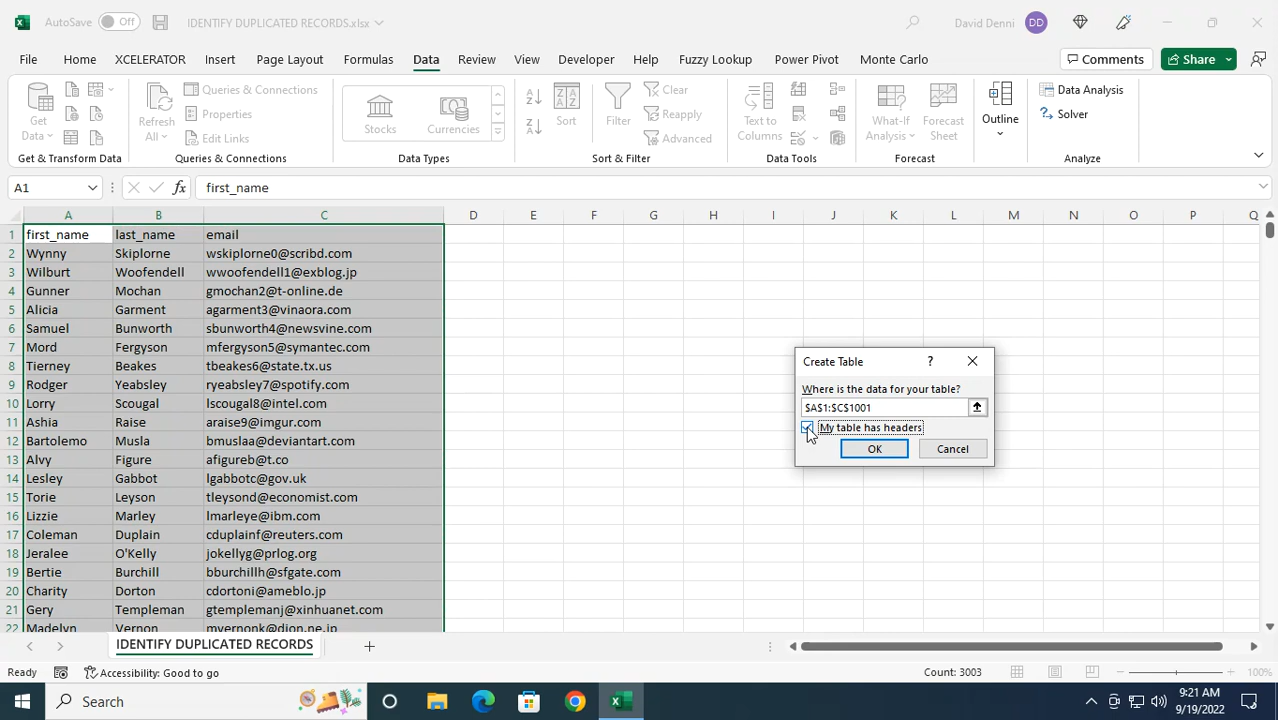 AutoSave Off IDENTIFY DUPLICATED RECORDS.xlsx David Denni DD
File Home XCELERATOR Insert Page Layout Formulas Data Review View Developer Help Fuzzy Lookup Power Pivot Monte Carlo Comments Share
Get Data Refresh All Queries & Connections Properties Edit Links Stocks Currencies Sort Filter Clear Reapply Advanced Text to Columns What-If Analysis Forecast Sheet Outline Data Analysis Solver
Get & Transform Data Queries & Connections Data Types Sort & Filter Data Tools Forecast Analyze
A1 fx first_name
A B C D E F G H I J K L M N O P Q
1 first_name last_name email
2 Wynny Skiplorne wskiplorne0@scribd.com
3 Wilburt Woofendell wwoofendell1@exblog.jp
4 Gunner Mochan gmochan2@t-online.de
5 Alicia Garment agarment3@vinaora.com
6 Samuel Bunworth sbunworth4@newsvine.com
7 Mord Fergyson mfergyson5@symantec.com
8 Tierney Beakes tbeakes6@state.tx.us
9 Rodger Yeabsley ryeabsley7@spotify.com
10 Lorry Scougal lscougal8@intel.com
11 Ashia Raise araise9@imgur.com
12 Bartolemo Musla bmuslaa@deviantart.com
13 Alvy Figure afigureb@t.co
14 Lesley Gabbot lgabbotc@gov.uk
15 Torie Leyson tleysond@economist.com
16 Lizzie Marley lmarleye@ibm.com
17 Coleman Duplain cduplainf@reuters.com
18 Jeralee O'Kelly jokellyg@prlog.org
19 Bertie Burchill bburchillh@sfgate.com
20 Charity Dorton cdortoni@ameblo.jp
21 Gery Templeman gtemplemanj@xinhuanet.com
22 Madelyn Vernon mvernonk@dion.ne.jp
Create Table ?
Where is the data for your table?
$A$1:$C$1001
My table has headers
OK Cancel
IDENTIFY DUPLICATED RECORDS
Ready Accessibility: Good to go Count: 3003 100%
Search 9:21 AM
9/19/2022